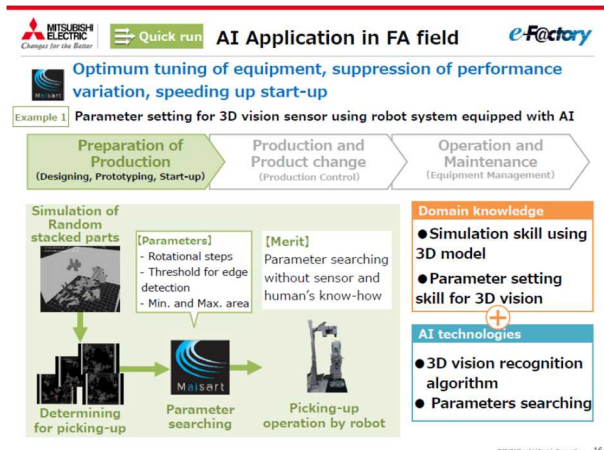 MITSUBISHI
ELECTRIC
Changes for the Better
Quick run
AI Application in FA field
e-F@ctory
Maisart
Optimum tuning of equipment, suppression of performance
variation, speeding up start-up
Example 1
Parameter setting for 3D vision sensor using robot system equipped with AI
Preparation of
Production
(Designing, Prototyping, Start-up)
Production and
Product change
(Production Control)
Operation and
Maintenance
(Equipment Management)
Simulation of
Random
stacked parts
【Parameters】
- Rotational steps
- Threshold for edge
detection
- Min. and Max. area
【Merit】
Parameter searching
without sensor and
human's know-how
Maisart
Determining
for picking-up
Parameter
searching
Picking-up
operation by robot
Domain knowledge
●Simulation skill using
3D model
●Parameter setting
skill for 3D vision
AI technologies
●3D vision recognition
algorithm
● Parameters searching
16